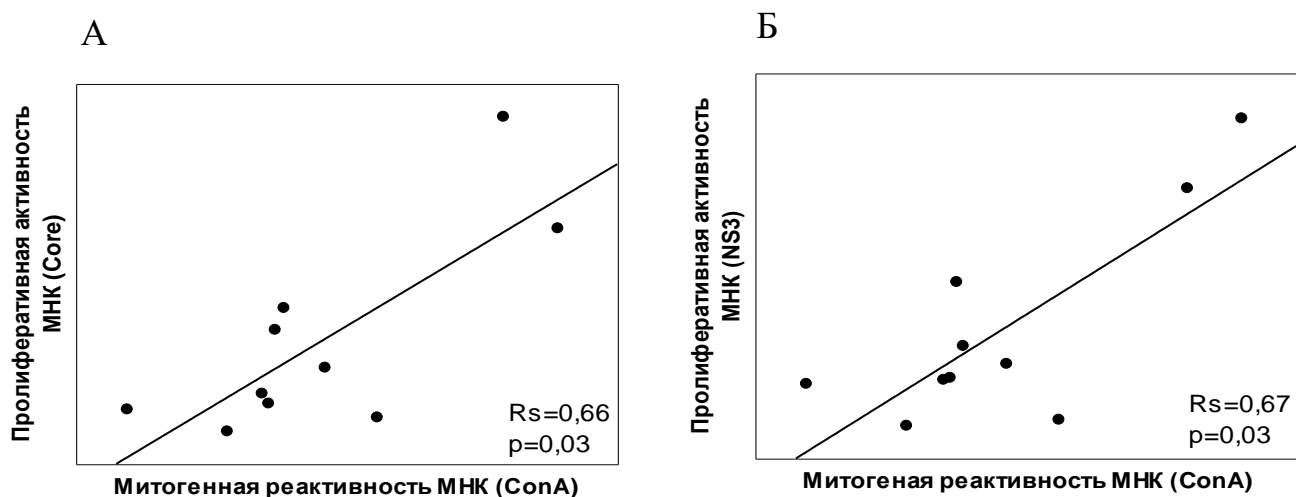 А
Пролиферативная активность
МНК (Core)
Rs=0,66
p=0,03
Митогенная реактивность МНК (ConA)
Б
Пролиферативная активность
МНК (NS3)
Rs=0,67
p=0,03
Митогеная реактивность МНК (ConA)